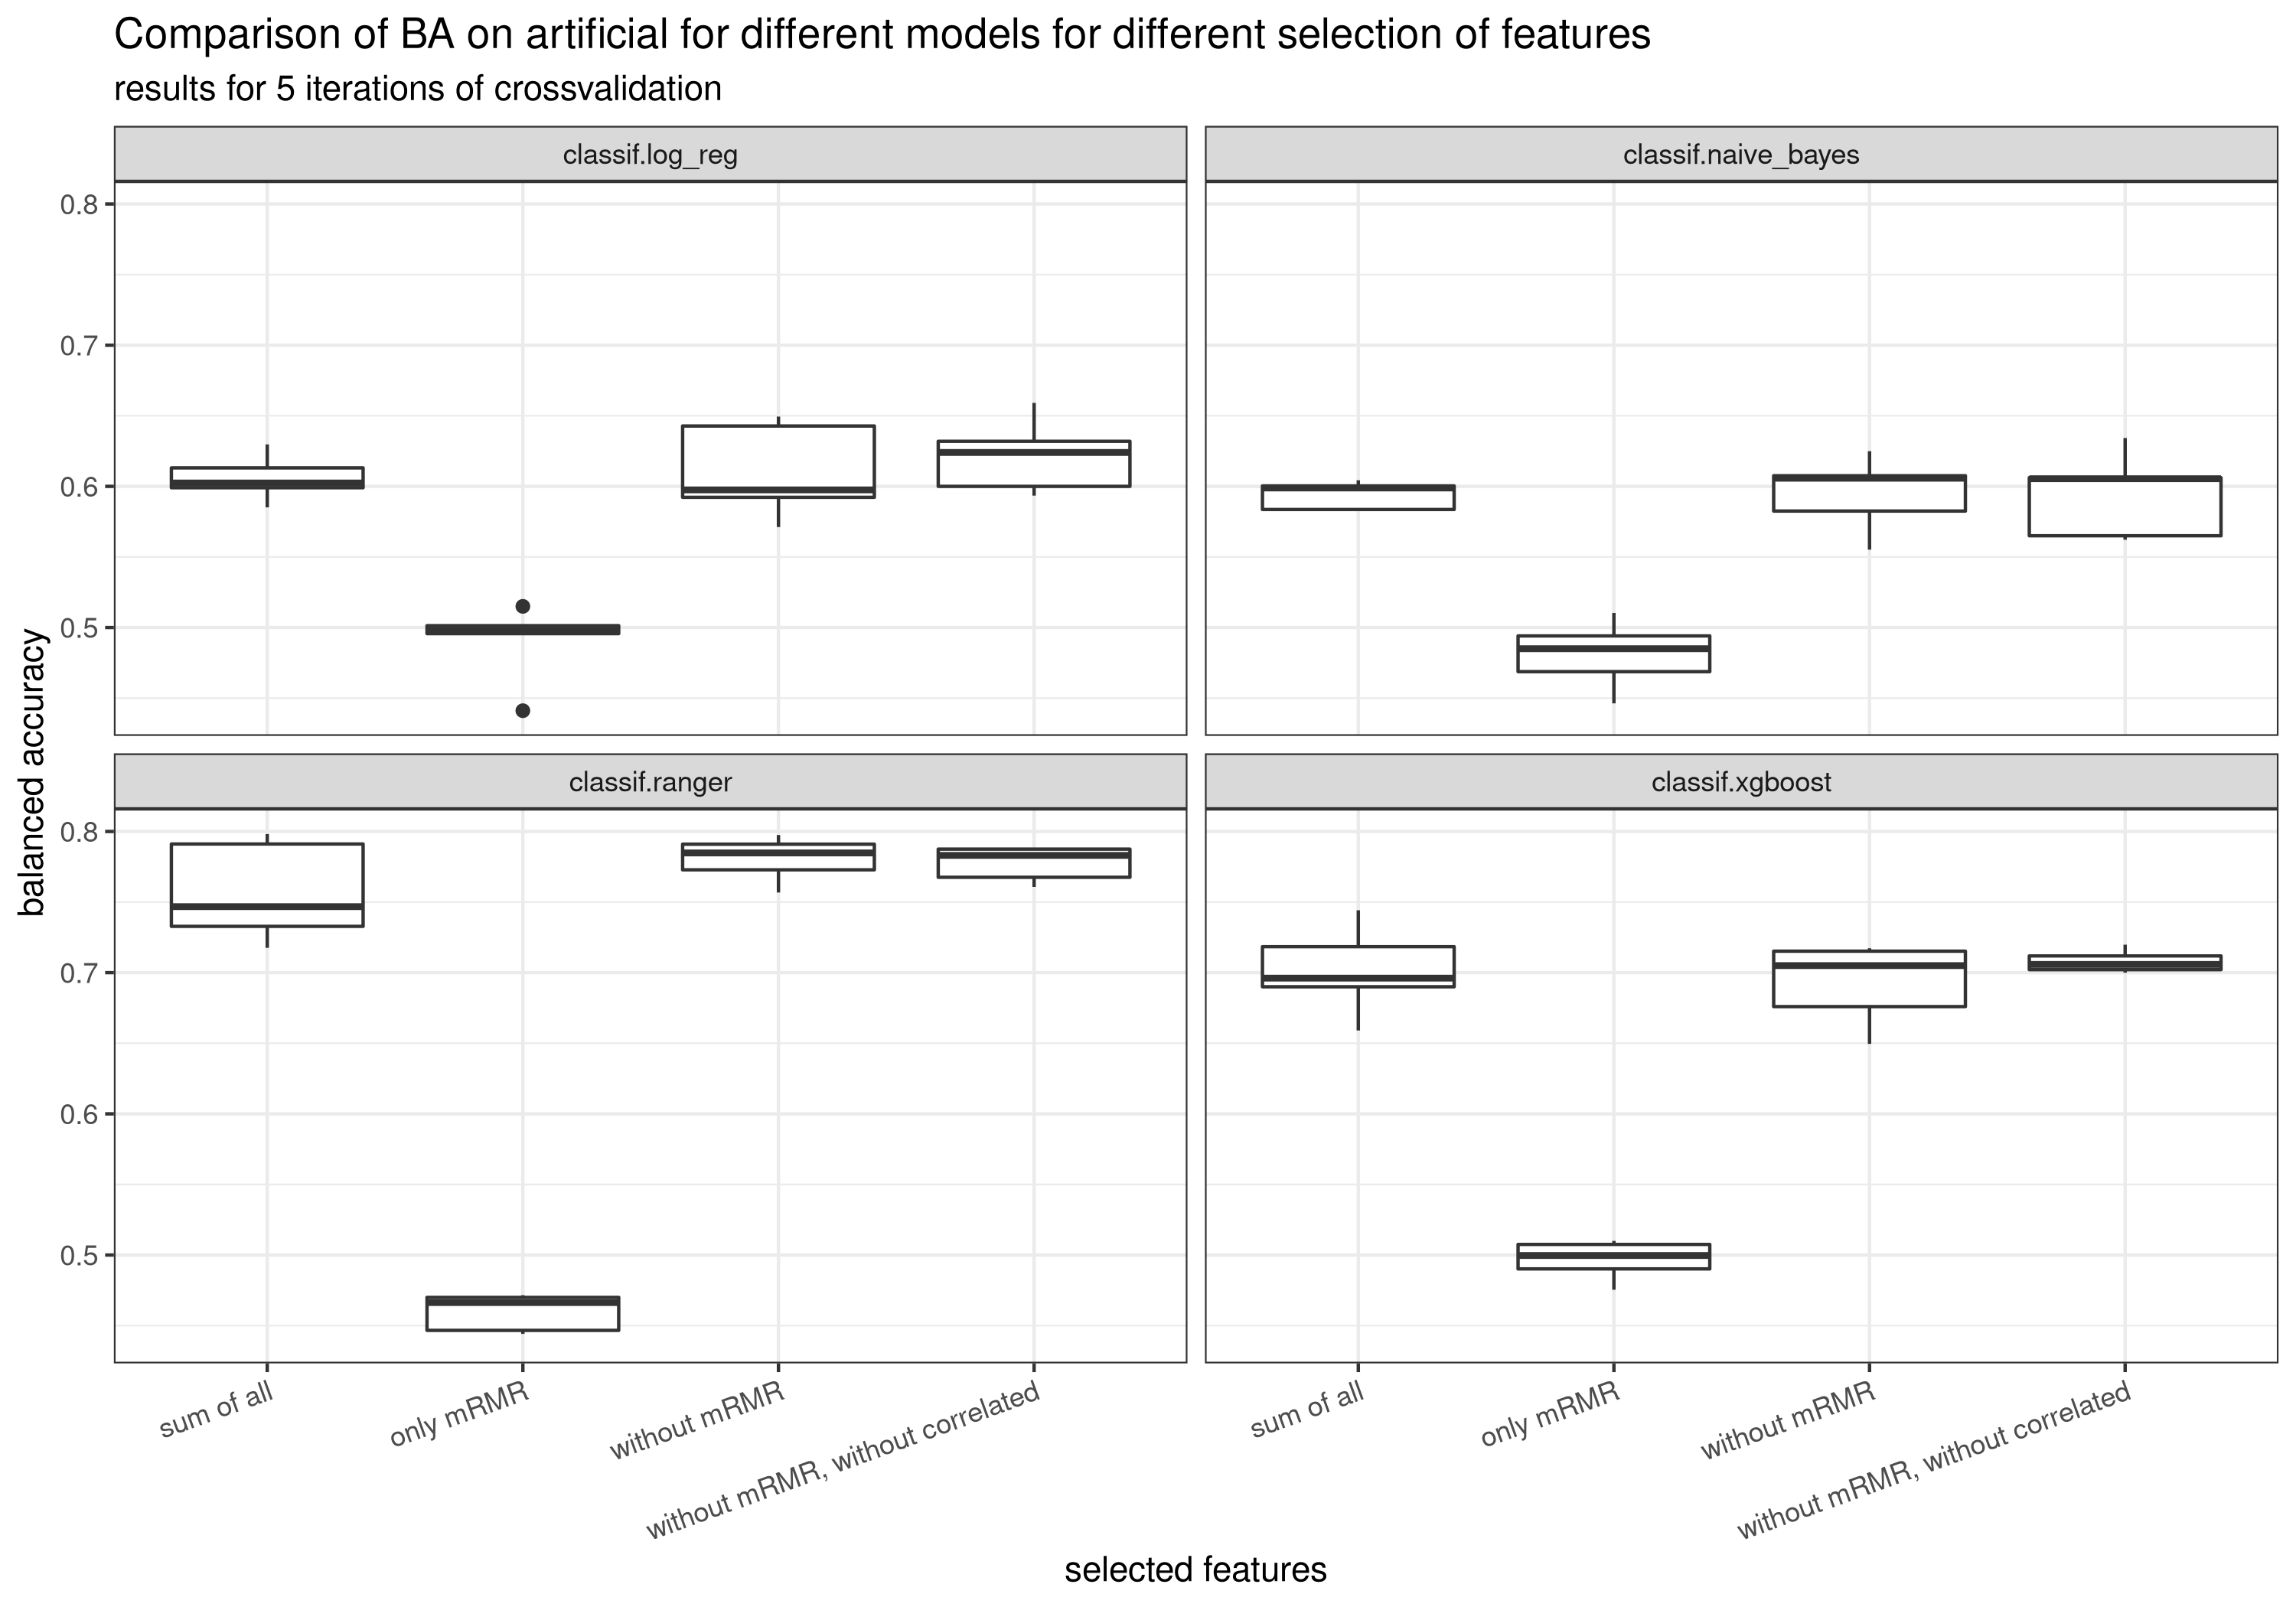 Comparison of BA on artificial for different models for different selection of features
results for 5 iterations of crossvalidation
classif.log_reg
classif.naive_bayes
0.8
0.7
0.6
0.5
classif.ranger
classif.xgboost
0.8
0.7
0.6
0.5
balanced accuracy
sum of all
only mRMR
without mRMR
without mRMR, without correlated
sum of all
only mRMR
without mRMR
without mRMR, without correlated
selected features